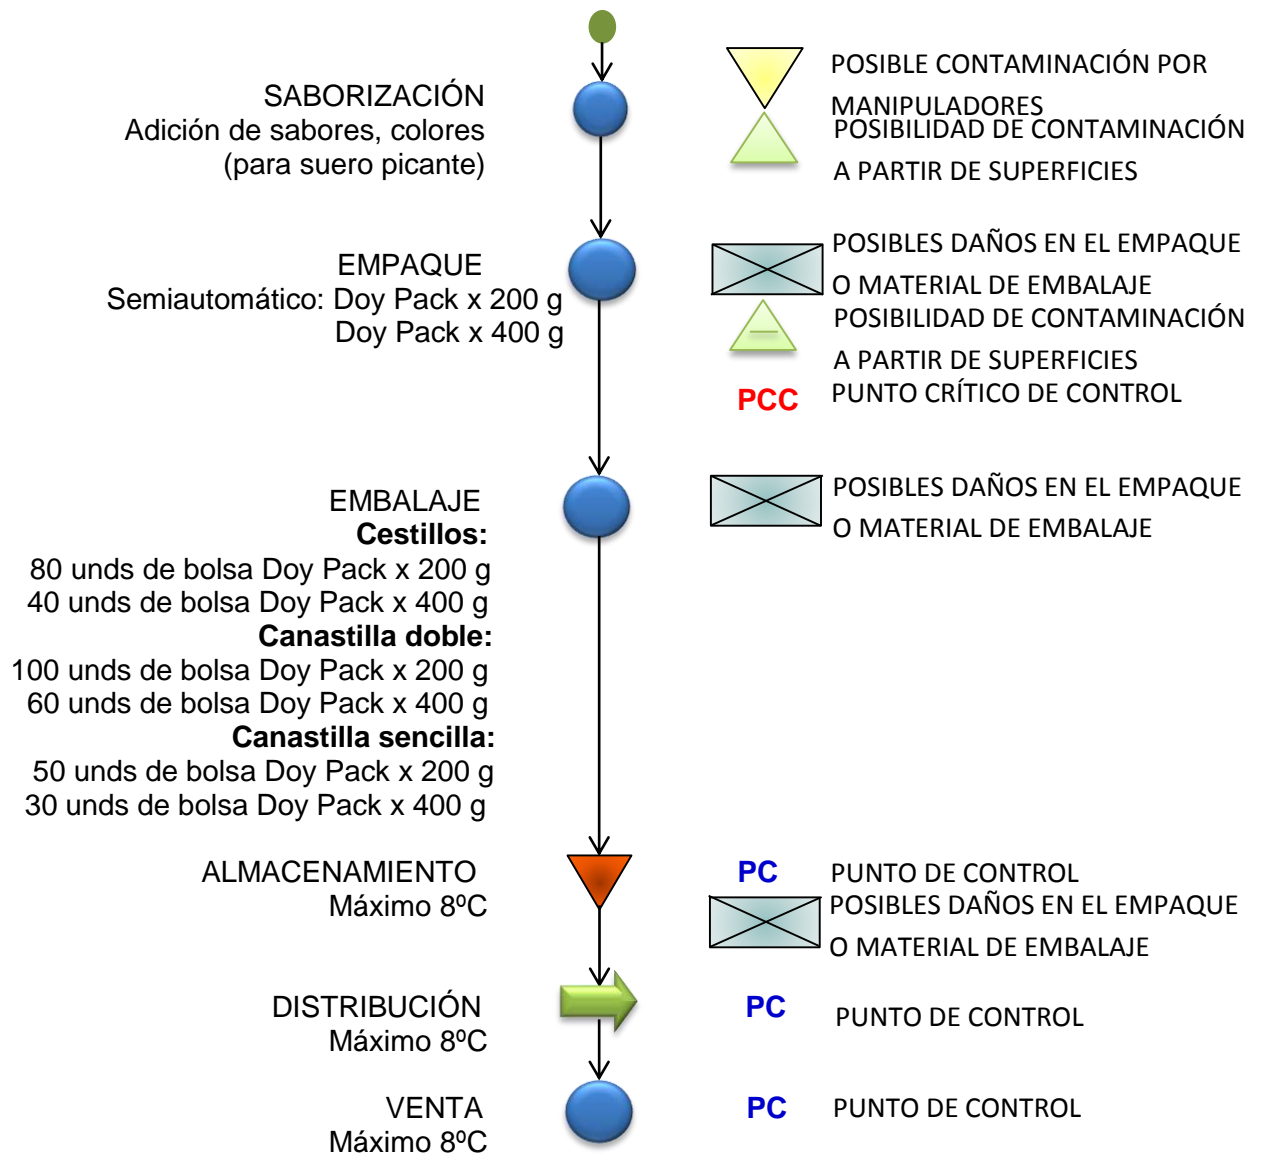 SABORIZACIÓN
Adición de sabores, colores
(para suero picante)
POSIBLE CONTAMINACIÓN POR
MANIPULADORES
POSIBILIDAD DE CONTAMINACIÓN
A PARTIR DE SUPERFICIES
EMPAQUE
Semiautomático: Doy Pack x 200 g
Doy Pack x 400 g
POSIBLES DAÑOS EN EL EMPAQUE
O MATERIAL DE EMBALAJE
POSIBILIDAD DE CONTAMINACIÓN
A PARTIR DE SUPERFICIES
PCC PUNTO CRÍTICO DE CONTROL
EMBALAJE
Cestillos:
80 unds de bolsa Doy Pack x 200 g
40 unds de bolsa Doy Pack x 400 g
Canastilla doble:
100 unds de bolsa Doy Pack x 200 g
60 unds de bolsa Doy Pack x 400 g
Canastilla sencilla:
50 unds de bolsa Doy Pack x 200 g
30 unds de bolsa Doy Pack x 400 g
POSIBLES DAÑOS EN EL EMPAQUE
O MATERIAL DE EMBALAJE
ALMACENAMIENTO
Máximo 8ºC
PC PUNTO DE CONTROL
POSIBLES DAÑOS EN EL EMPAQUE
O MATERIAL DE EMBALAJE
DISTRIBUCIÓN
Máximo 8ºC
PC PUNTO DE CONTROL
VENTA
Máximo 8ºC
PC PUNTO DE CONTROL